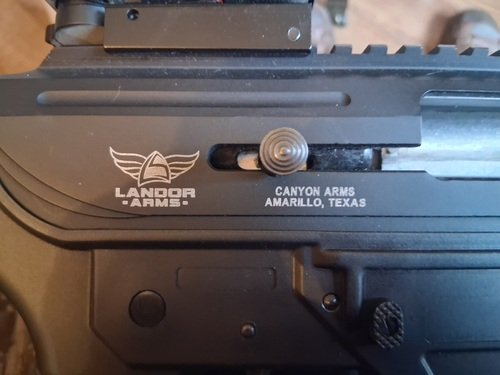 LANDOR
-ARMS-
CANYON ARMS
AMARILLO, TEXAS